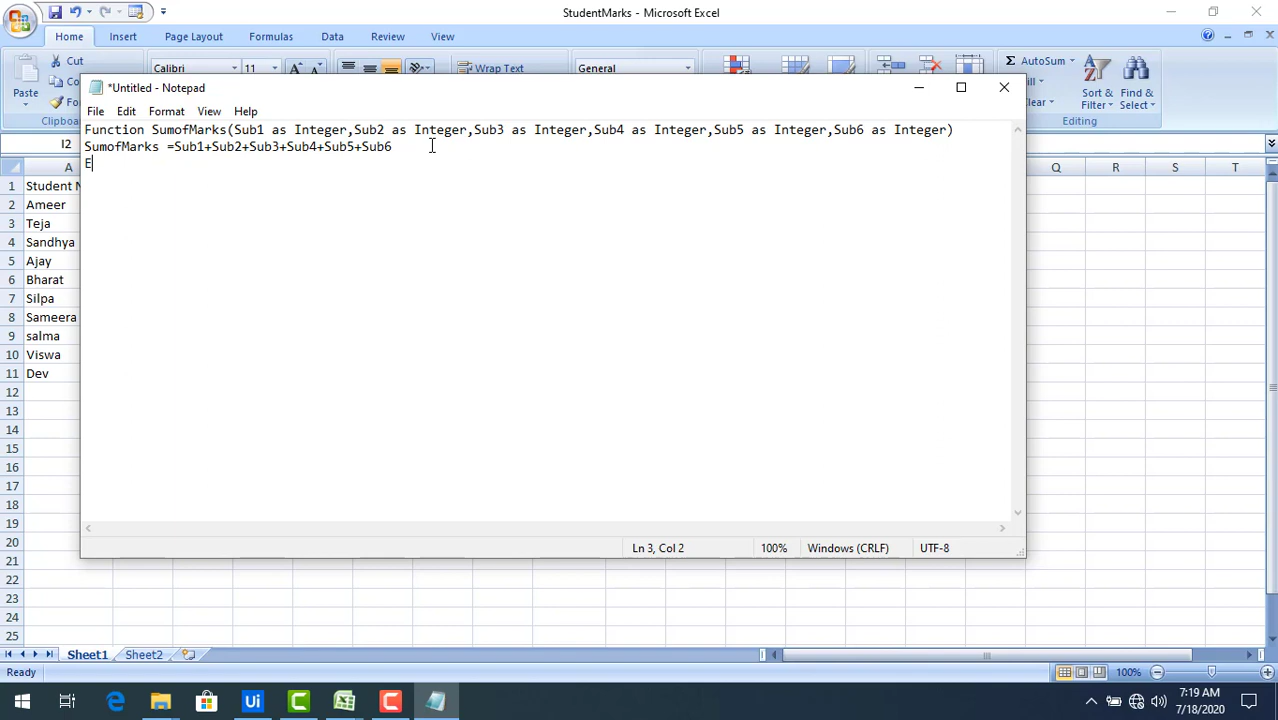 StudentMarks - Microsoft Excel
Home Insert Page Layout Formulas Data Review View
Cut Calibri 11 Wrap Text General AutoSum
Paste
Sort & Filter
Find & Select
Editing
*Untitled - Notepad
File Edit Format View Help
Function SumofMarks(Sub1 as Integer,Sub2 as Integer,Sub3 as Integer,Sub4 as Integer,Sub5 as Integer,Sub6 as Integer)
SumofMarks =Sub1+Sub2+Sub3+Sub4+Sub5+Sub6
E
Ln 3, Col 2 100% Windows (CRLF) UTF-8
I2
A Q R S T
1 Student N
2 Ameer
3 Teja
4 Sandhya
5 Ajay
6 Bharat
7 Silpa
8 Sameera
9 salma
10 Viswa
11 Dev
12
13
14
15
16
17
18
19
20
21
22
23
24
25
Sheet1 Sheet2
Ready 100%
Ui
7:19 AM
7/18/2020